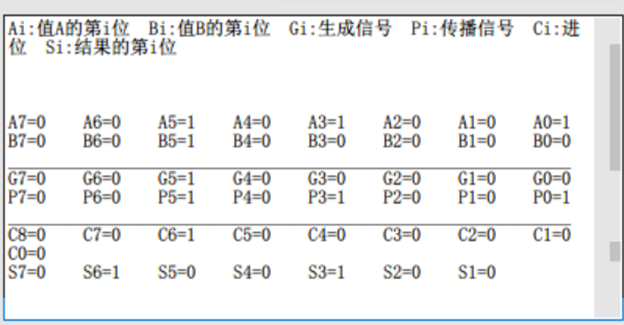 Ai:值A的第i位 Bi:值B的第i位 Gi:生成信号 Pi:传播信号 Ci:进
位 Si:结果的第i位
A7=0 A6=0 A5=1 A4=0 A3=1 A2=0 A1=0 A0=1
B7=0 B6=0 B5=1 B4=0 B3=0 B2=0 B1=0 B0=0
G7=0 G6=0 G5=1 G4=0 G3=0 G2=0 G1=0 G0=0
P7=0 P6=0 P5=1 P4=0 P3=1 P2=0 P1=0 P0=1
C8=0 C7=0 C6=1 C5=0 C4=0 C3=0 C2=0 C1=0
C0=0
S7=0 S6=1 S5=0 S4=0 S3=1 S2=0 S1=0